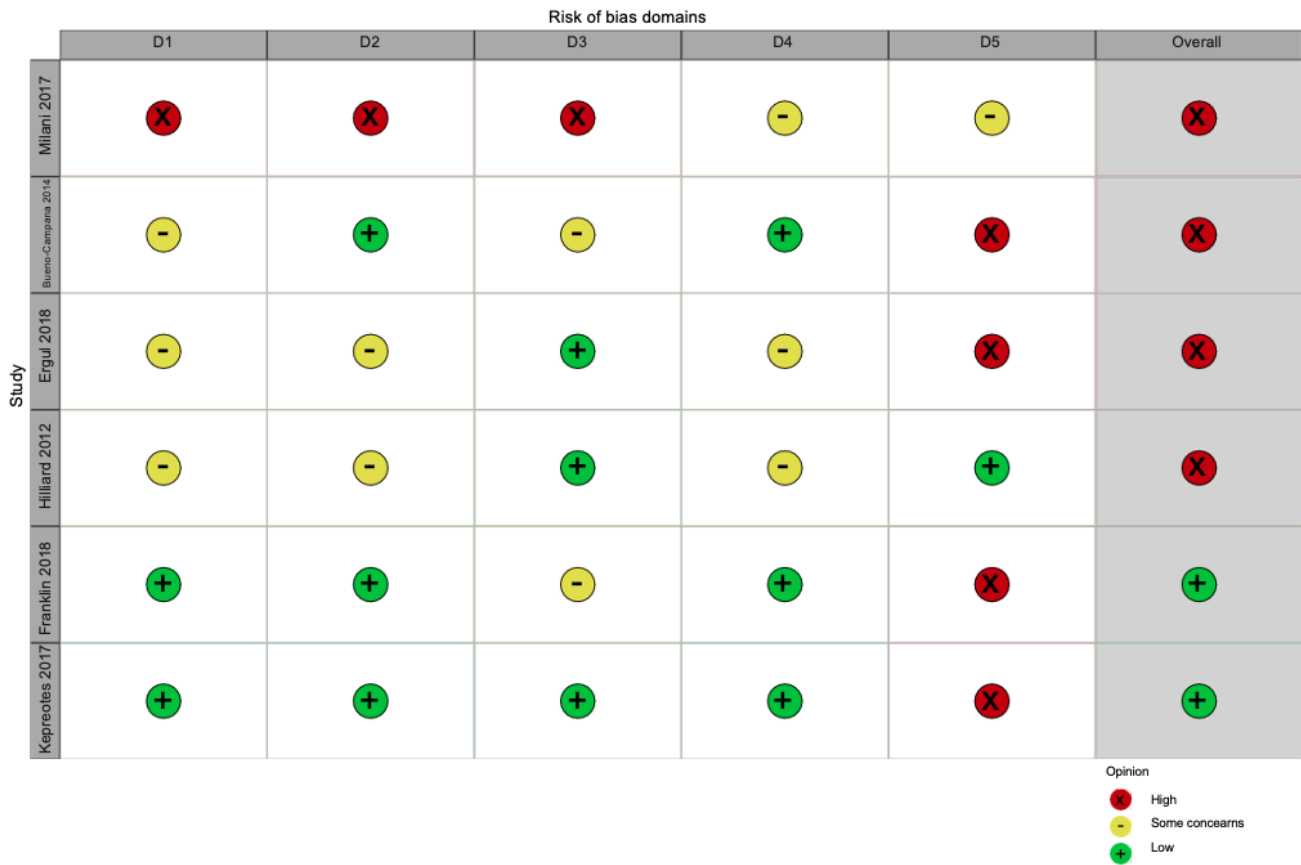 Risk of bias domains
D1 D2 D3 D4 D5 Overall
Study
Milani 2017 X X X - - X
Bueno-Campana 2014 - + - + X X
Ergul 2018 - - + - X X
Hilliard 2012 - - + - + X
Franklin 2018 + + - + X +
Kepreotes 2017 + + + + X +
Opinion
X High
- Some concearns
+ Low